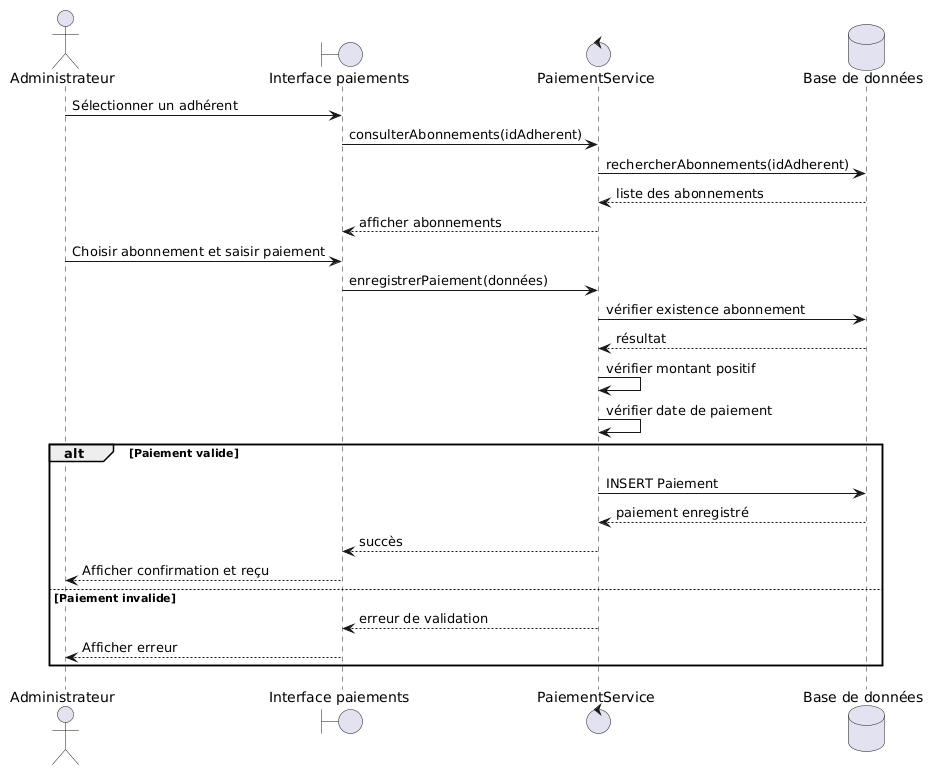 Administrateur
Interface paiements
PaiementService
Base de données
Sélectionner un adhérent
consulterAbonnements(idAdherent)
rechercherAbonnements(idAdherent)
liste des abonnements
afficher abonnements
Choisir abonnement et saisir paiement
enregistrerPaiement(données)
vérifier existence abonnement
résultat
vérifier montant positif
vérifier date de paiement
alt [Paiement valide]
INSERT Paiement
paiement enregistré
succès
Afficher confirmation et reçu
[Paiement invalide]
erreur de validation
Afficher erreur
Administrateur
Interface paiements
PaiementService
Base de données